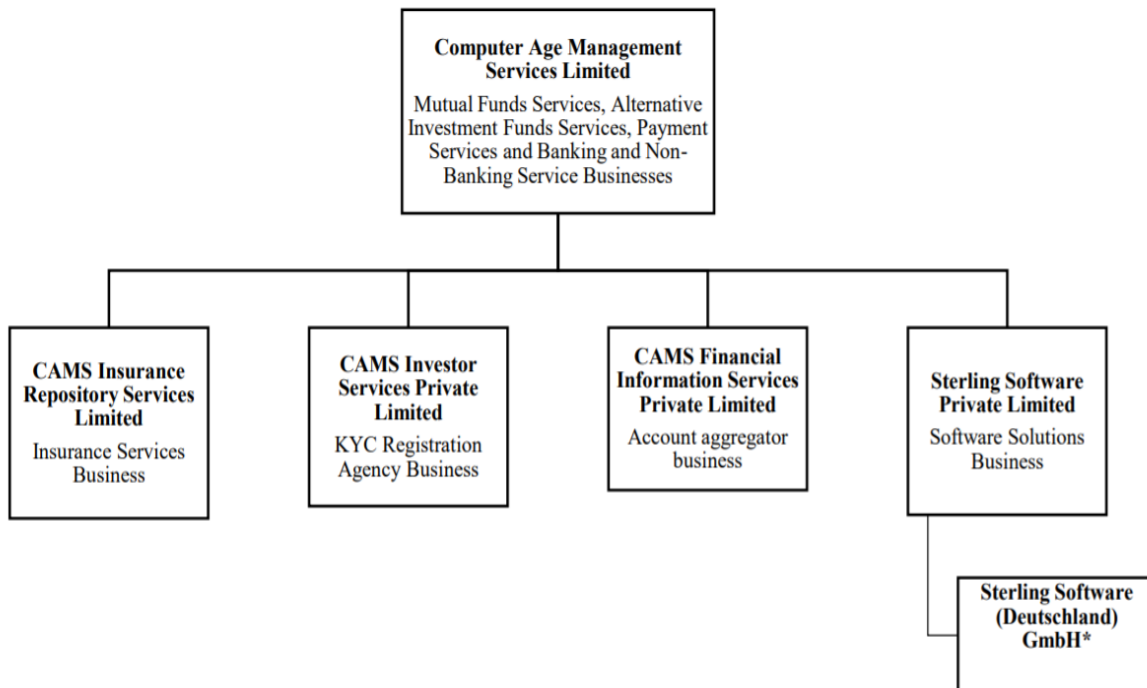 Computer Age Management
Services Limited
Mutual Funds Services, Alternative
Investment Funds Services, Payment
Services and Banking and Non-
Banking Service Businesses
CAMS Insurance
Repository Services
Limited
Insurance Services
Business
CAMS Investor
Services Private
Limited
KYC Registration
Agency Business
CAMS Financial
Information Services
Private Limited
Account aggregator
business
Sterling Software
Private Limited
Software Solutions
Business
Sterling Software
(Deutschland)
GmbH*